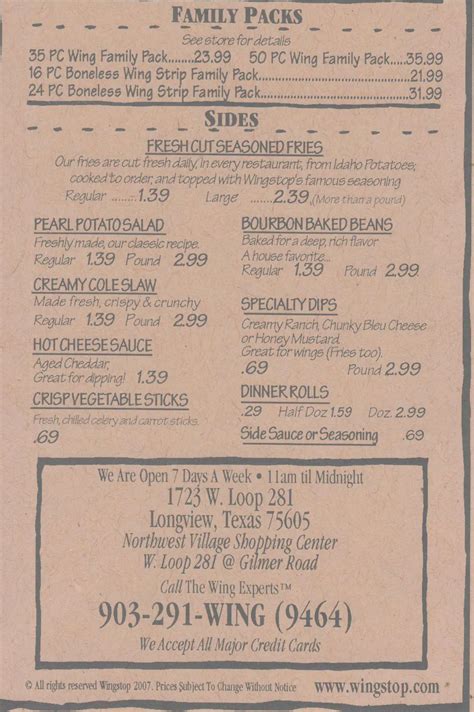 FAMILY PACKS
See store for details
35 PC Wing Family Pack.......23.99 50 PC Wing Family Pack.....35.99
16 PC Boneless Wing Strip Family Pack..............................21.99
24 PC Boneless Wing Strip Family Pack..............................31.99
SIDES
FRESH CUT SEASONED FRIES
Our fries are cut fresh daily, in every restaurant, from Idaho Potatoes;
cooked to order, and topped with Wingstop's famous seasoning
Regular .......1.39 Large .......2.39 (More than a pound)
PEARL POTATO SALAD
Freshly made, our classic recipe.
Regular 1.39 Pound 2.99
CREAMY COLE SLAW
Made fresh, crispy & crunchy
Regular 1.39 Pound 2.99
HOT CHEESE SAUCE
Aged Cheddar,
Great for dipping! 1.39
CRISP VEGETABLE STICKS
Fresh, chilled celery and carrot sticks.
.69
BOURBON BAKED BEANS
Baked for a deep, rich flavor
A house favorite...
Regular 1.39 Pound 2.99
SPECIALTY DIPS
Creamy Ranch, Chunky Bleu Cheese
or Honey Mustard.
Great for wings (Fries too).
.69 Pound 2.99
DINNER ROLLS
.29 Half Doz 1.59 Doz. 2.99
Side Sauce or Seasoning .69
We Are Open 7 Days A Week • 11am til Midnight
1723 W. Loop 281
Longview, Texas 75605
Northwest Village Shopping Center
W. Loop 281 @ Gilmer Road
Call The Wing Experts™
903-291-WING (9464)
We Accept All Major Credit Cards
© All rights reserved Wingstop 2007. Prices Subject To Change Without Notice www.wingstop.com